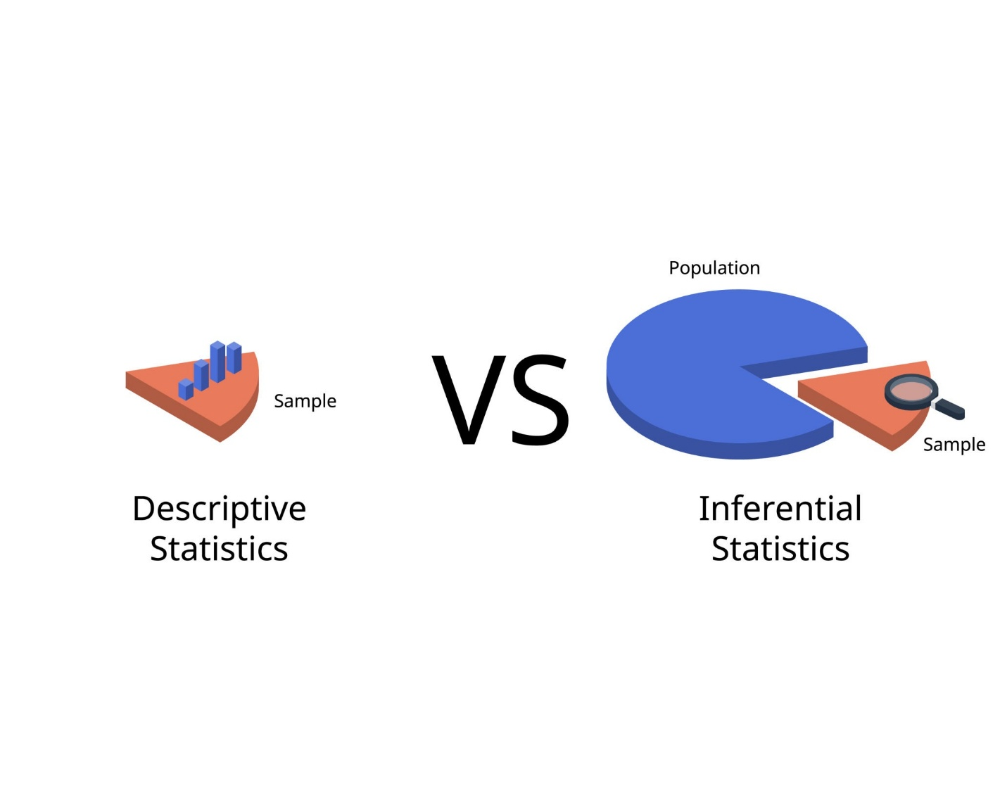 Sample
Descriptive
Statistics
VS
Population
Sample
Inferential
Statistics